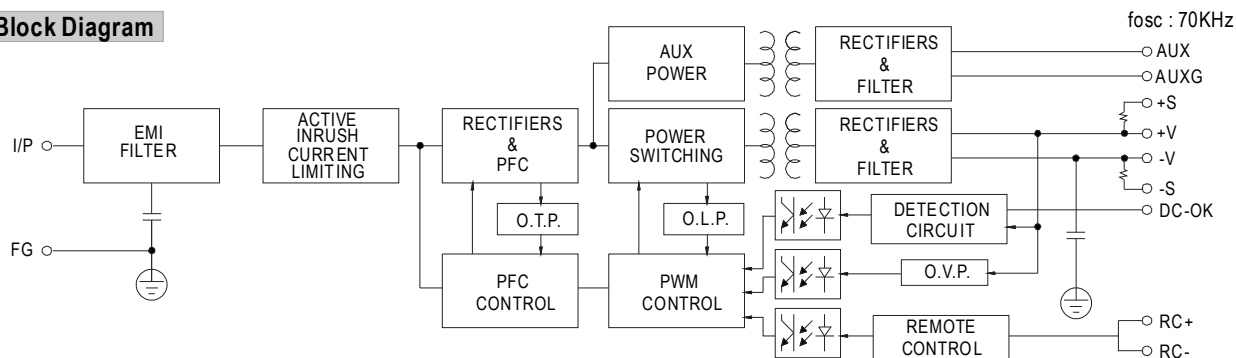 Block Diagram
fosc : 70KHz
AUX
POWER
RECTIFIERS
&
FILTER
AUX
AUXG
I/P
EMI
FILTER
ACTIVE
INRUSH
CURRENT
LIMITING
RECTIFIERS
&
PFC
POWER
SWITCHING
RECTIFIERS
&
FILTER
+S
+V
-V
-S
O.T.P.
O.L.P.
DETECTION
CIRCUIT
DC-OK
FG
PFC
CONTROL
PWM
CONTROL
O.V.P.
REMOTE
CONTROL
RC+
RC-